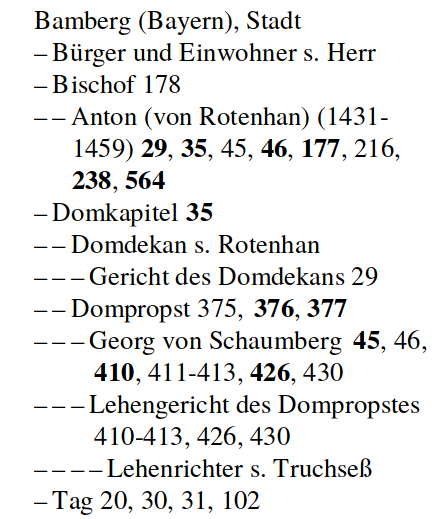 Bamberg (Bayern), Stadt
– Bürger und Einwohner s. Herr
– Bischof 178
– – Anton (von Rotenhan) (1431-
1459) 29, 35, 45, 46, 177, 216,
238, 564
– Domkapitel 35
– – Domdekan s. Rotenhan
– – – Gericht des Domdekans 29
– – Dompropst 375, 376, 377
– – – Georg von Schaumberg 45, 46,
410, 411-413, 426, 430
– – – Lehengericht des Dompropstes
410-413, 426, 430
– – – – Lehenrichter s. Truchseß
– Tag 20, 30, 31, 102